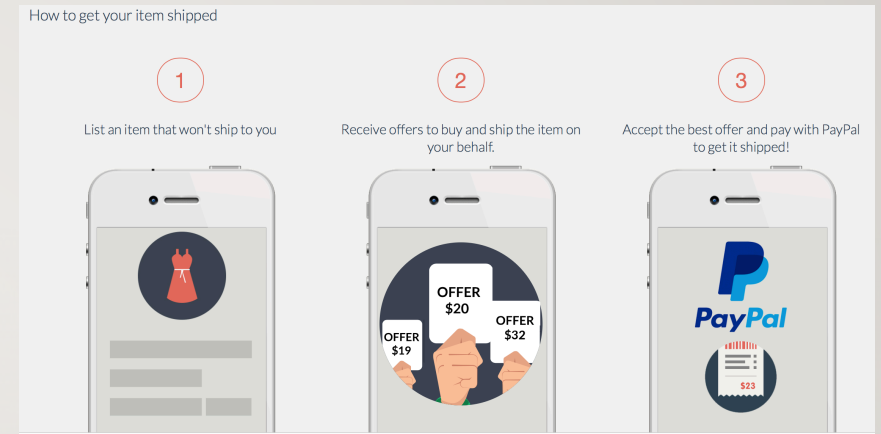 How to get your item shipped
1
2
3
List an item that won't ship to you
Receive offers to buy and ship the item on
your behalf.
Accept the best offer and pay with PayPal
to get it shipped!
OFFER
$20
OFFER
$19
OFFER
$32
PayPal
$23